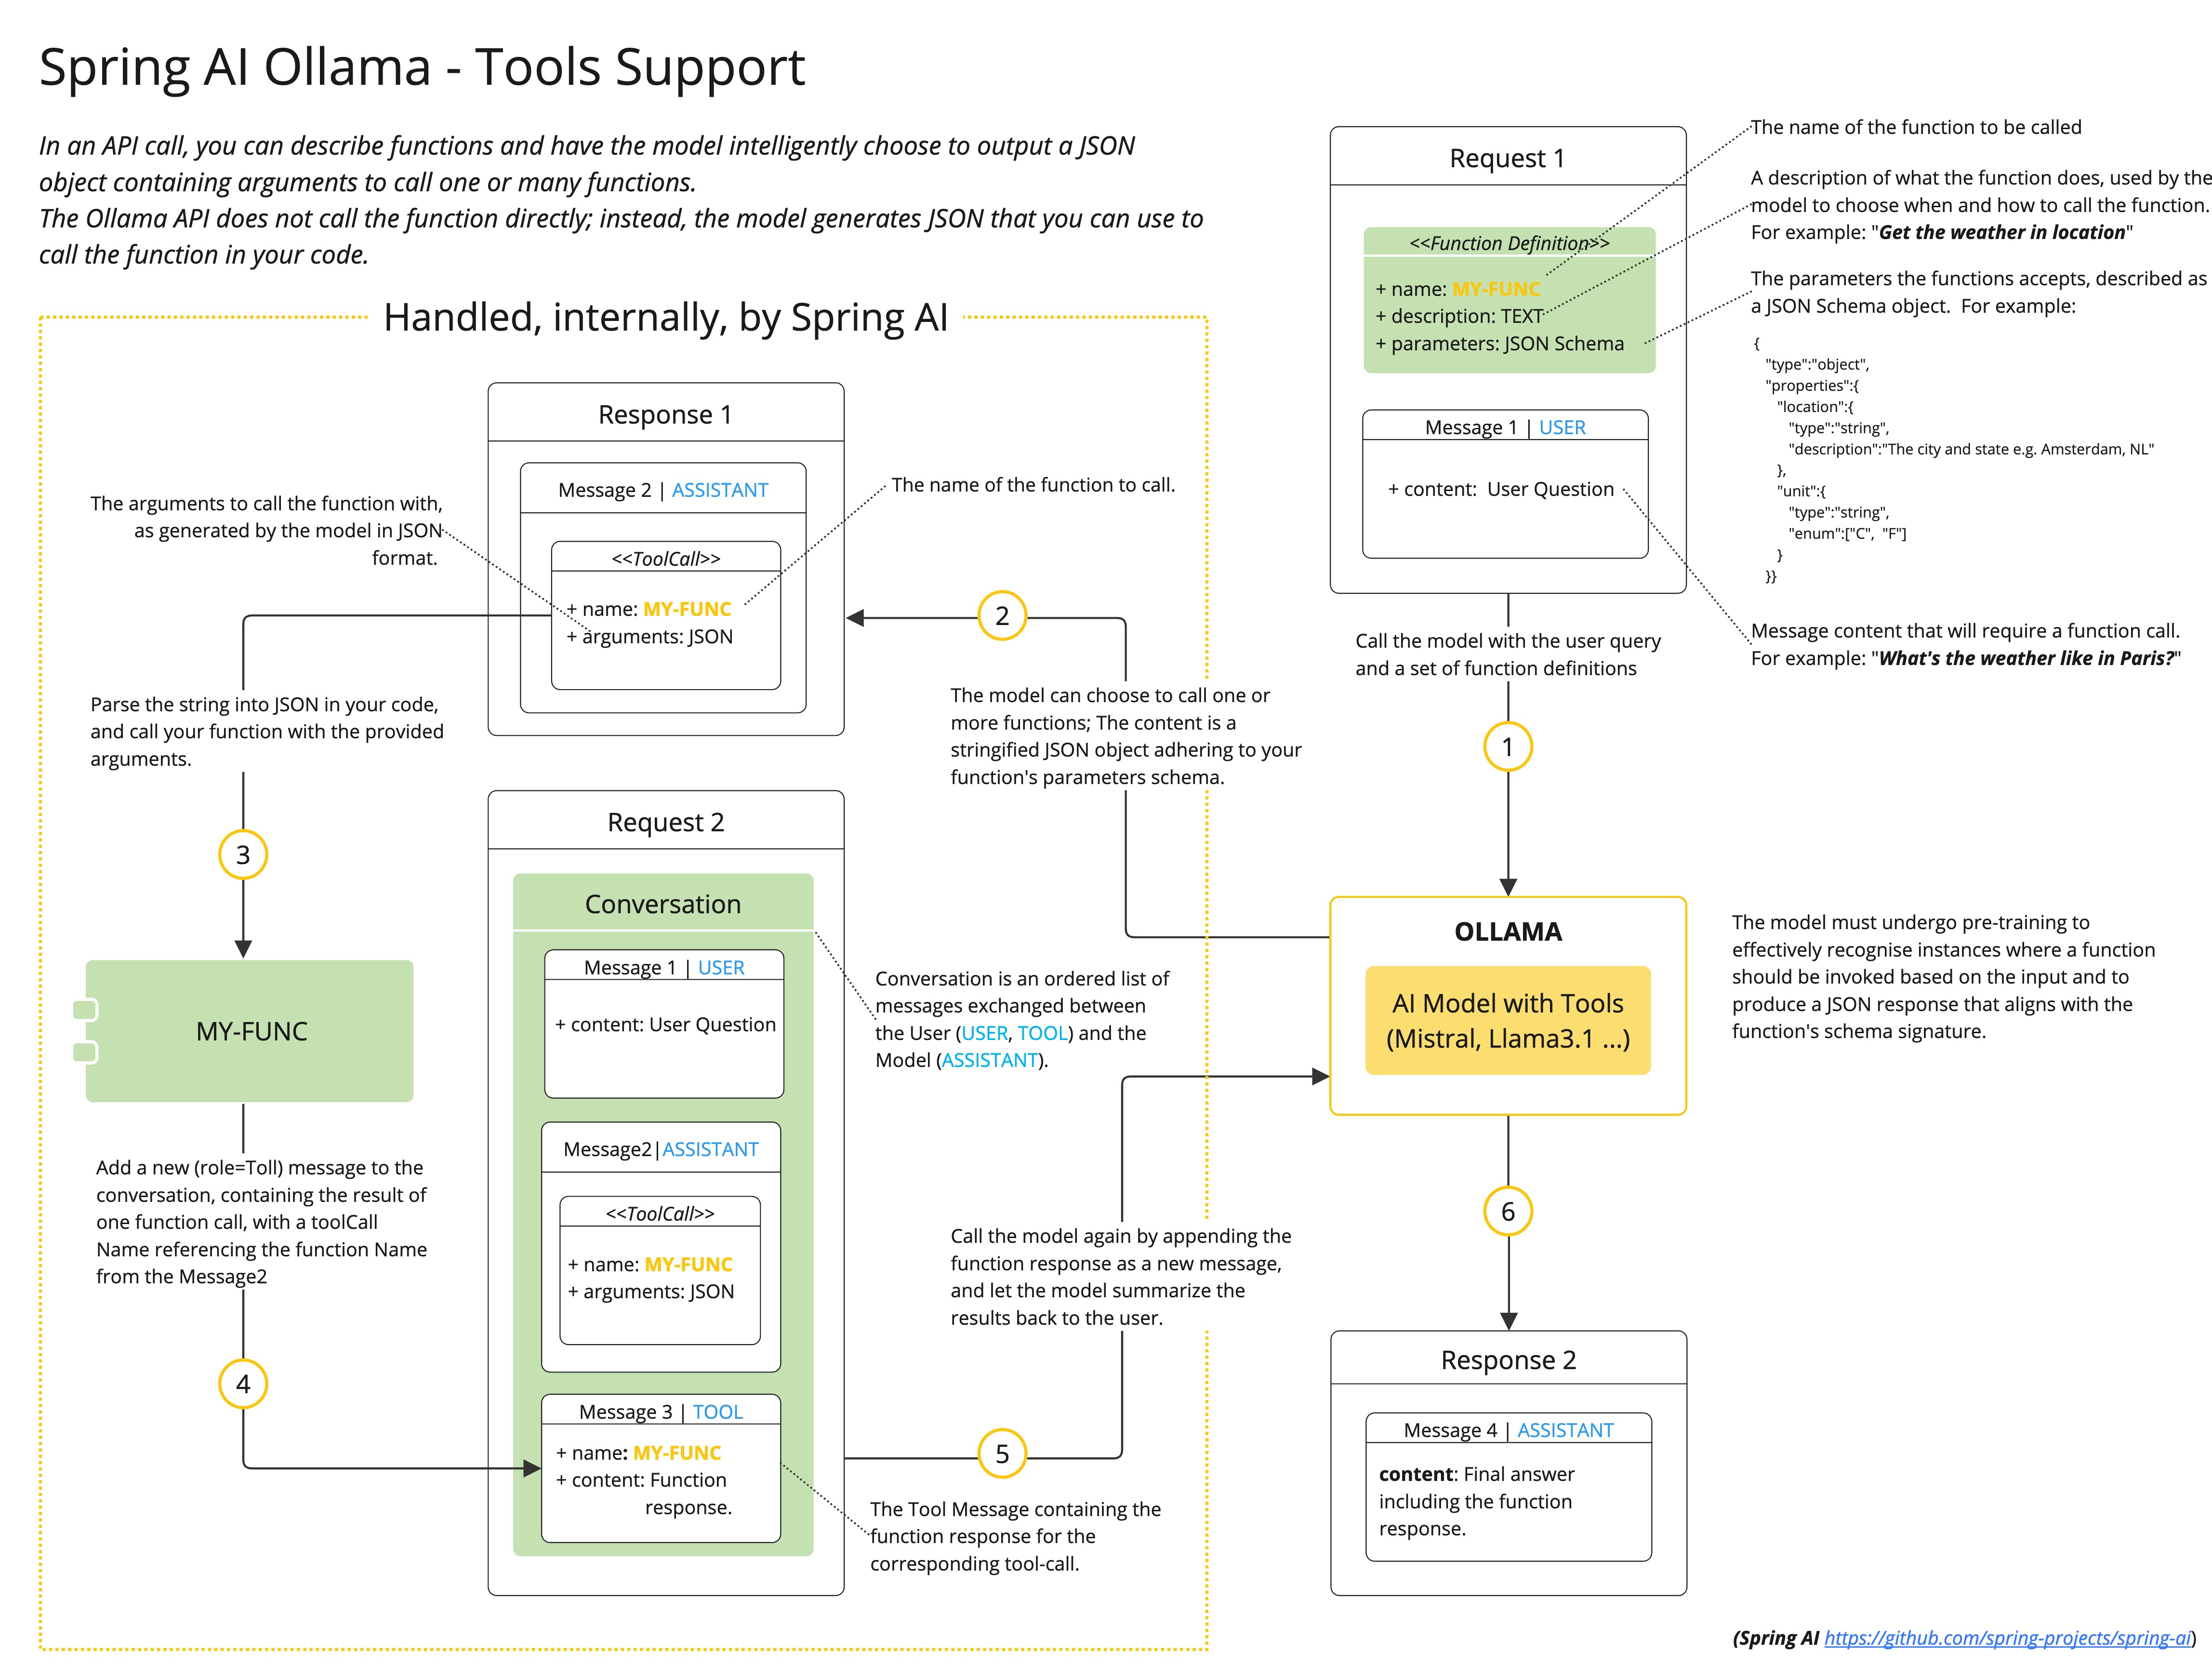 Spring AI Ollama - Tools Support
In an API call, you can describe functions and have the model intelligently choose to output a JSON
object containing arguments to call one or many functions.
The Ollama API does not call the function directly; instead, the model generates JSON that you can use to
call the function in your code.
Handled, internally, by Spring AI
Response 1
Message 2 | ASSISTANT
<<ToolCall>>
+ name: MY-FUNC
+ arguments: JSON
The arguments to call the function with,
as generated by the model in JSON
format.
The name of the function to call.
Parse the string into JSON in your code,
and call your function with the provided
arguments.
3
MY-FUNC
Add a new (role=Toll) message to the
conversation, containing the result of
one function call, with a toolCall
Name referencing the function Name
from the Message2
4
Request 2
Conversation
Message 1 | USER
+ content: User Question
Message2|ASSISTANT
<<ToolCall>>
+ name: MY-FUNC
+ arguments: JSON
Message 3 | TOOL
+ name: MY-FUNC
+ content: Function
response.
2
The model can choose to call one or
more functions; The content is a
stringified JSON object adhering to your
function's parameters schema.
Conversation is an ordered list of
messages exchanged between
the User (USER, TOOL) and the
Model (ASSISTANT).
Call the model again by appending the
function response as a new message,
and let the model summarize the
results back to the user.
5
The Tool Message containing the
function response for the
corresponding tool-call.
Request 1
<<Function Definition>>
+ name: MY-FUNC
+ description: TEXT
+ parameters: JSON Schema
Message 1 | USER
+ content: User Question
The name of the function to be called
A description of what the function does, used by the
model to choose when and how to call the function.
For example: "Get the weather in location"
The parameters the functions accepts, described as
a JSON Schema object. For example:
{
"type":"object",
"properties":{
"location":{
"type":"string",
"description":"The city and state e.g. Amsterdam, NL"
},
"unit":{
"type":"string",
"enum":["C", "F"]
}
}}
Message content that will require a function call.
For example: "What's the weather like in Paris?"
Call the model with the user query
and a set of function definitions
1
OLLAMA
AI Model with Tools
(Mistral, Llama3.1 ...)
The model must undergo pre-training to
effectively recognise instances where a function
should be invoked based on the input and to
produce a JSON response that aligns with the
function's schema signature.
6
Response 2
Message 4 | ASSISTANT
content: Final answer
including the function
response.
(Spring AI https://github.com/spring-projects/spring-ai)